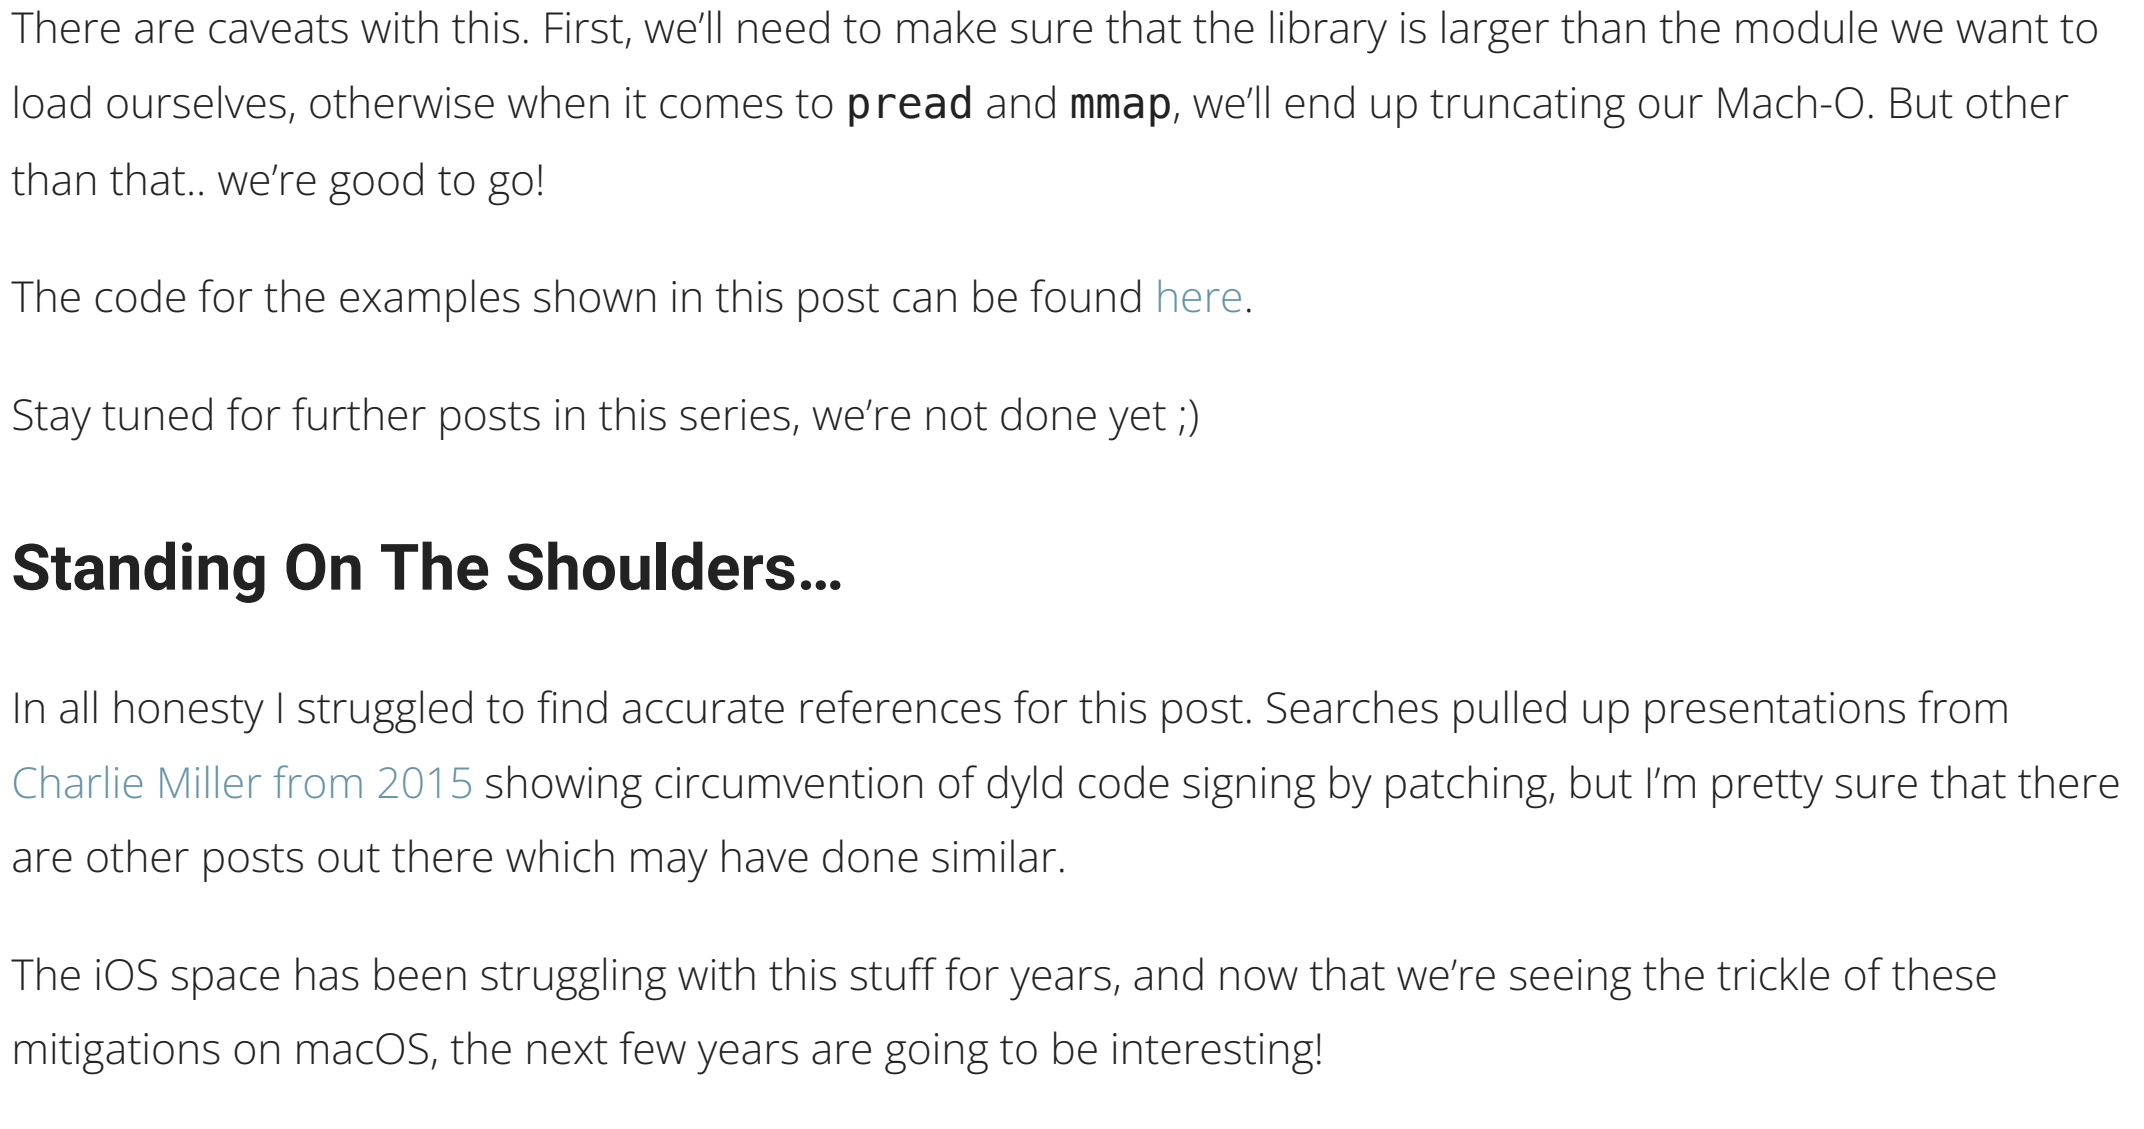 There are caveats with this. First, we’ll need to make sure that the library is larger than the module we want to
load ourselves, otherwise when it comes to pread and mmap, we’ll end up truncating our Mach-O. But other
than that.. we’re good to go!
The code for the examples shown in this post can be found here.
Stay tuned for further posts in this series, we’re not done yet ;)
Standing On The Shoulders…
In all honesty I struggled to find accurate references for this post. Searches pulled up presentations from
Charlie Miller from 2015 showing circumvention of dyld code signing by patching, but I’m pretty sure that there
are other posts out there which may have done similar.
The iOS space has been struggling with this stuff for years, and now that we’re seeing the trickle of these
mitigations on macOS, the next few years are going to be interesting!